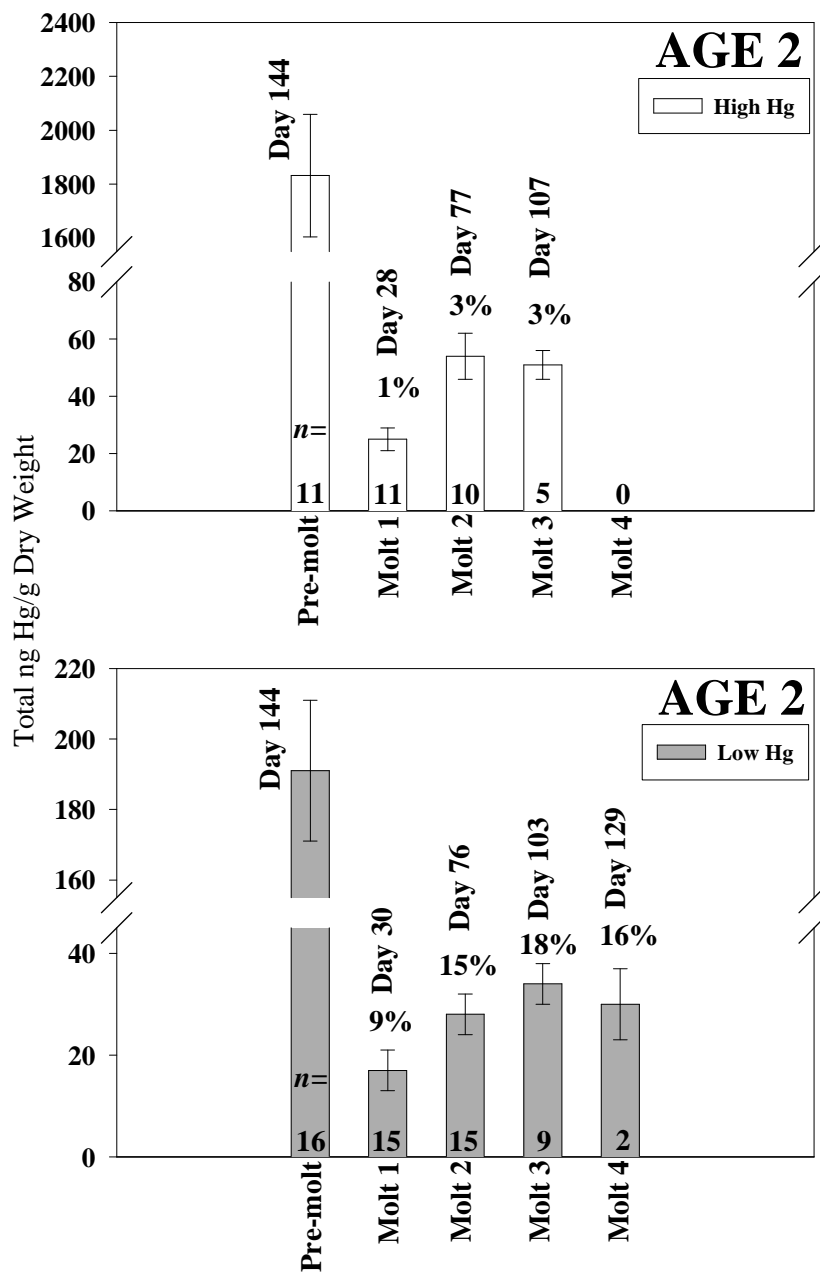 Total ng Hg/g Dry Weight
AGE 2
High Hg
2400
2200
2000
1800
1600
80
60
40
20
0
Day 144
Day 28
Day 77
Day 107
1%
3%
3%
n=
11
11
10
5
0
Pre-molt
Molt 1
Molt 2
Molt 3
Molt 4
AGE 2
Low Hg
220
210
200
190
180
170
160
40
20
0
Day 144
Day 30
Day 76
Day 103
Day 129
9%
15%
18%
16%
n=
16
15
15
9
2
Pre-molt
Molt 1
Molt 2
Molt 3
Molt 4